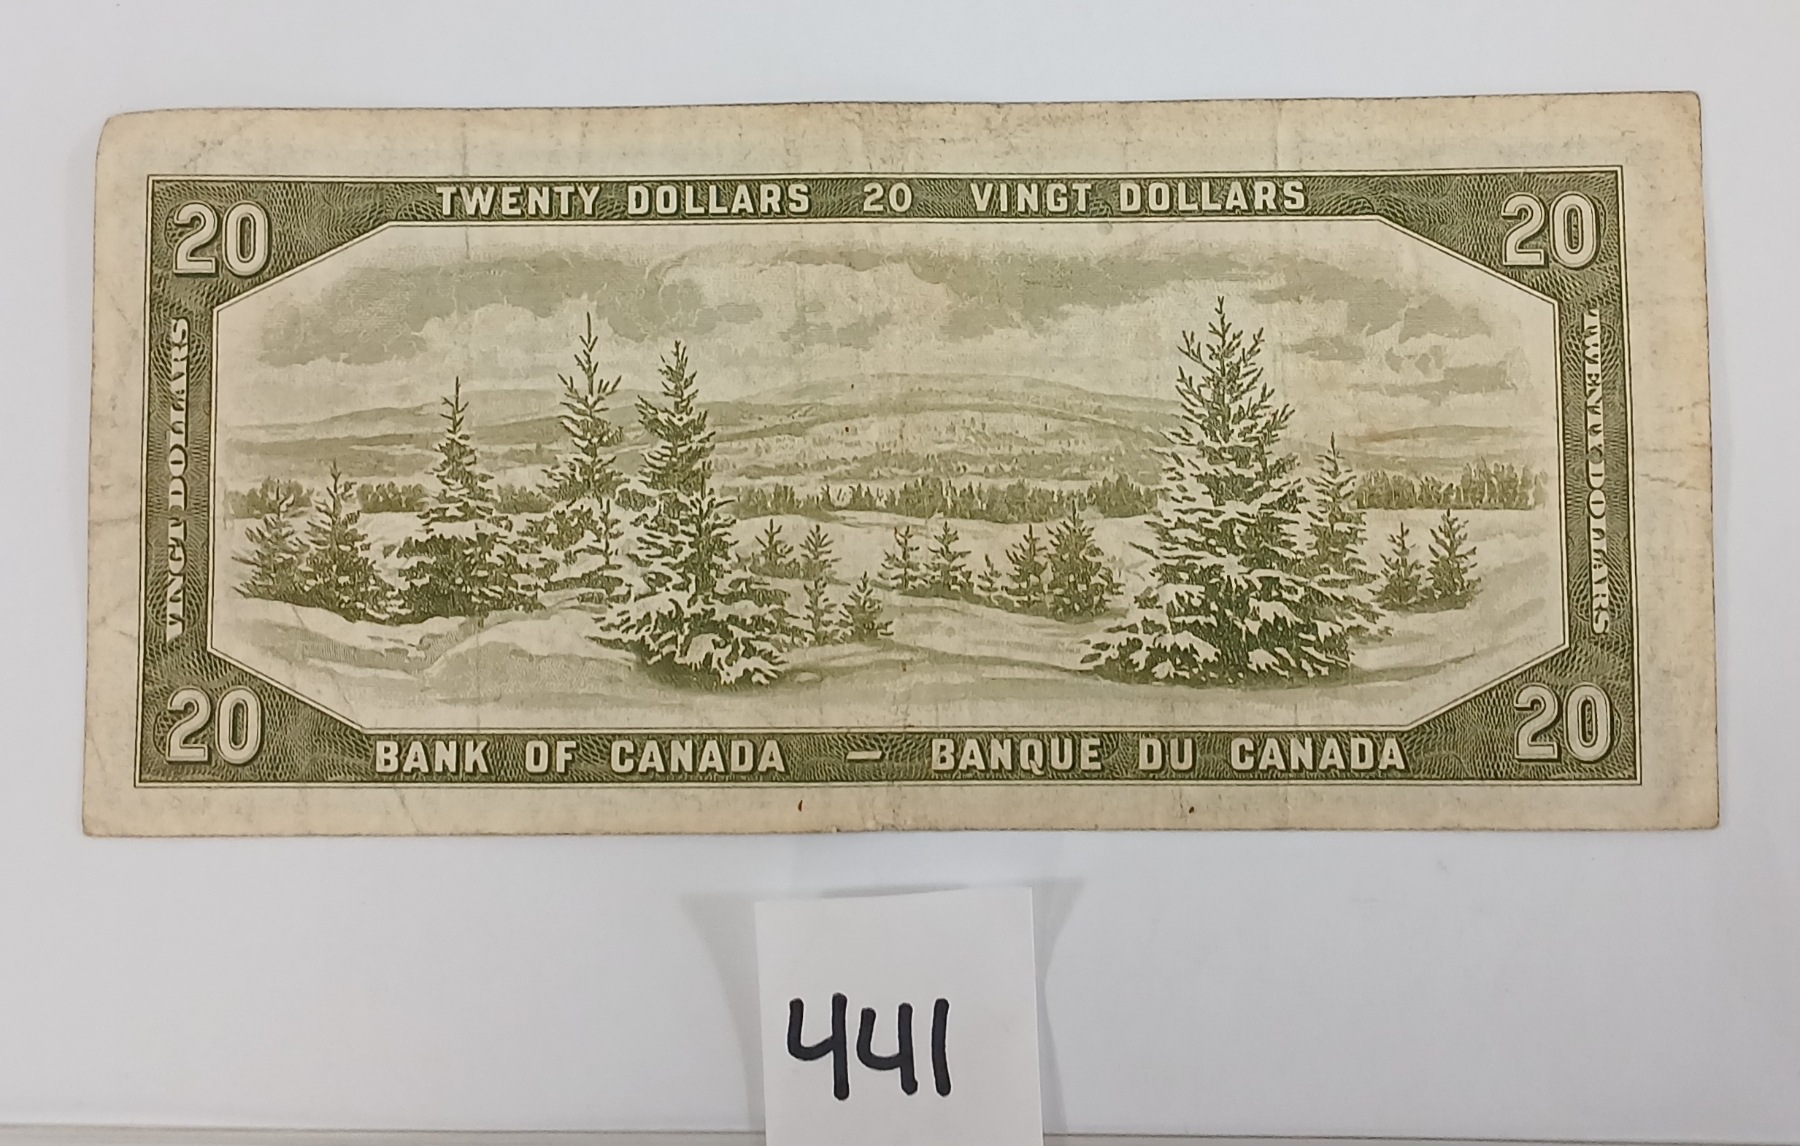 TWENTY DOLLARS 20 VINGT DOLLARS
20
20
VINGT DOLLARS
TWENTY DOLLARS
20
20
BANK OF CANADA — BANQUE DU CANADA
441